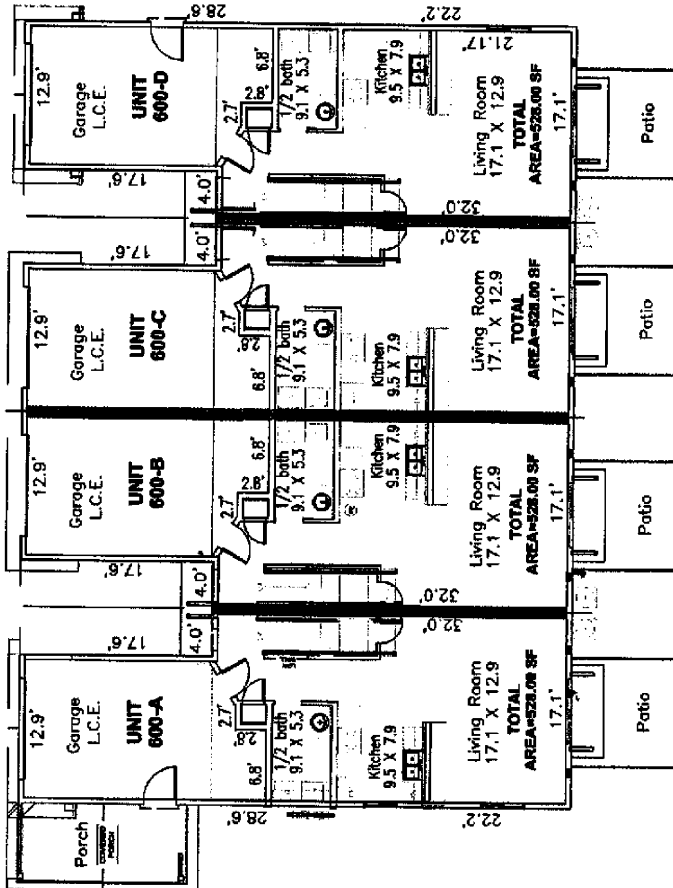 Porch
COVERED
PORCH
12.9'
Garage
L.C.E.
UNIT
600-A
17.6'
4.0'
2.7'
2.8'
6.8'
28.6'
1/2 bath
9.1 X 5.3
Kitchen
9.5 X 7.9
32.0'
22.2'
Living Room
17.1 X 12.9
TOTAL
AREA=528.00 SF
17.1'
Patio
12.9'
Garage
L.C.E.
UNIT
600-B
17.6'
4.0'
2.7'
2.8'
6.8'
1/2 bath
9.1 X 5.3
Kitchen
9.5 X 7.9
32.0'
Living Room
17.1 X 12.9
TOTAL
AREA=528.00 SF
17.1'
Patio
12.9'
Garage
L.C.E.
UNIT
600-C
17.6'
4.0'
2.7'
2.8'
6.8'
1/2 bath
9.1 X 5.3
Kitchen
9.5 X 7.9
32.0'
Living Room
17.1 X 12.9
TOTAL
AREA=528.00 SF
17.1'
Patio
12.9'
Garage
L.C.E.
UNIT
600-D
28.6'
17.6'
4.0'
2.7'
2.8'
6.8'
1/2 bath
9.1 X 5.3
Kitchen
9.5 X 7.9
32.0'
22.2'
21.17'
Living Room
17.1 X 12.9
TOTAL
AREA=528.00 SF
17.1'
Patio